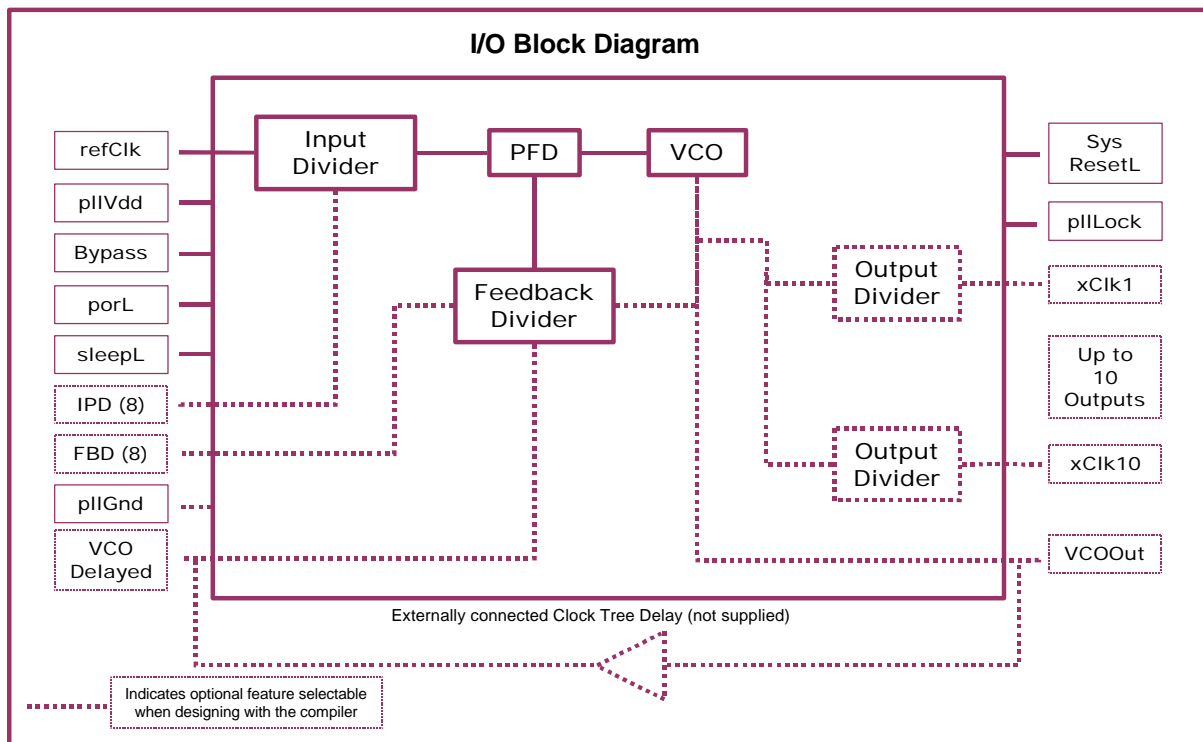 I/O Block Diagram
refClk
pllVdd
Bypass
porL
sleepL
IPD (8)
FBD (8)
pllGnd
VCO
Delayed
Input
Divider
PFD
VCO
Feedback
Divider
Output
Divider
Output
Divider
Sys
ResetL
pllLock
xClk1
Up to
10
Outputs
xClk10
VCOOut
Externally connected Clock Tree Delay (not supplied)
Indicates optional feature selectable
when designing with the compiler